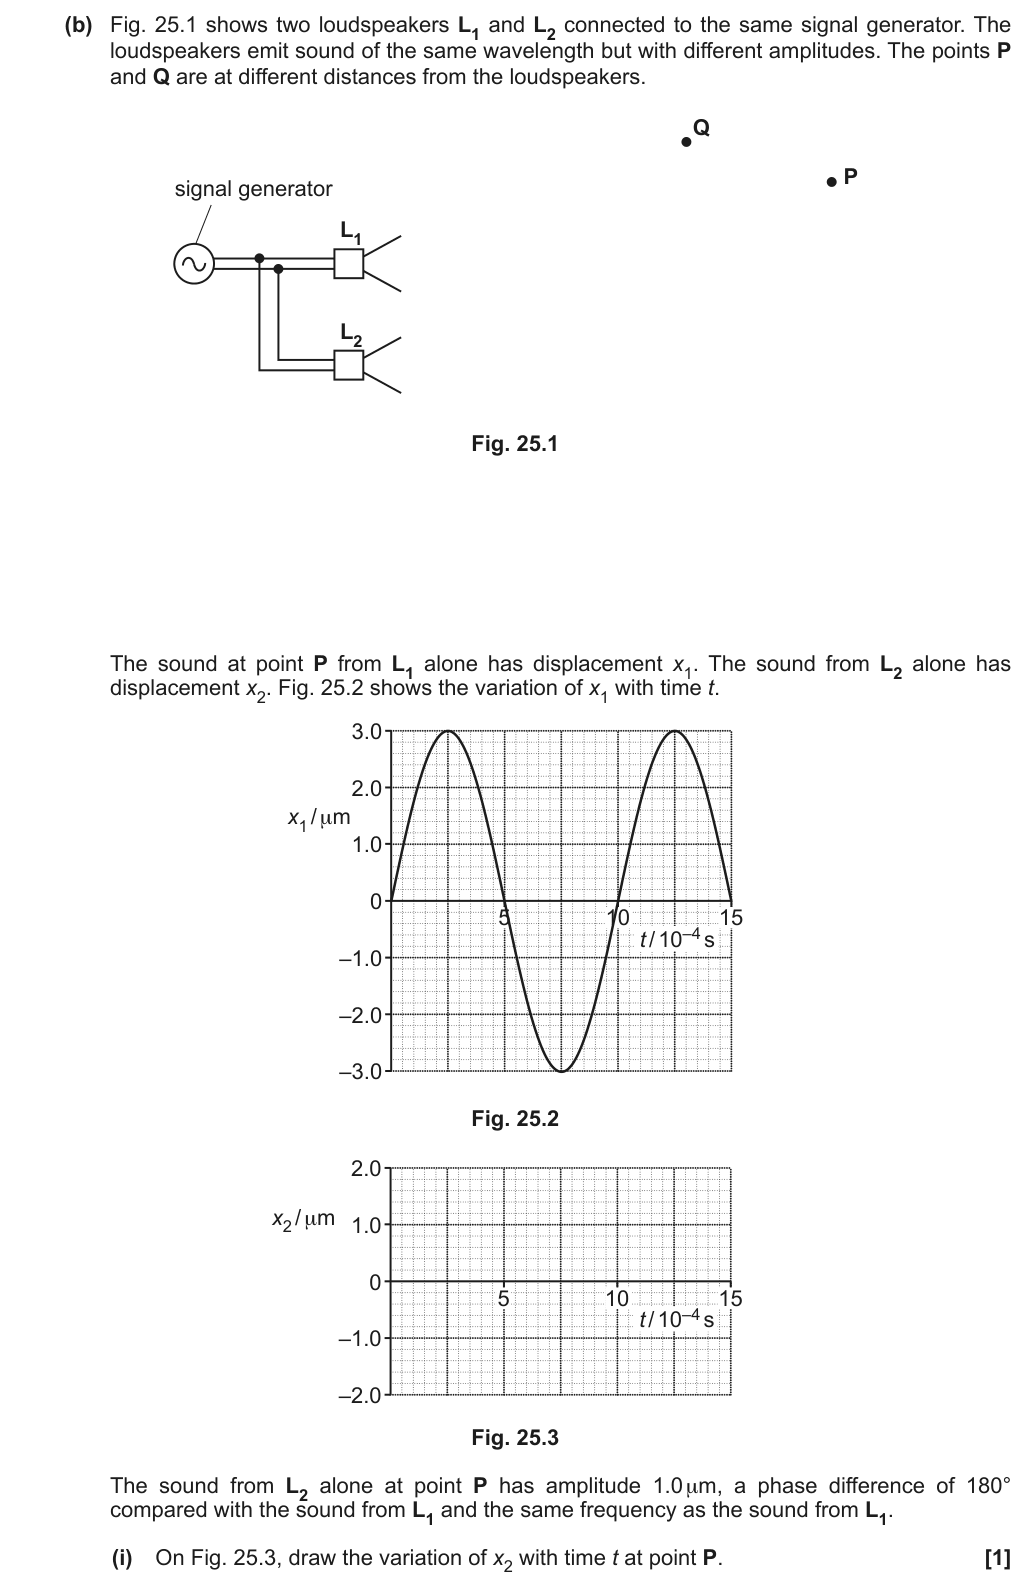 (b) Fig. 25.1 shows two loudspeakers L₁ and L₂ connected to the same signal generator. The
loudspeakers emit sound of the same wavelength but with different amplitudes. The points P
and Q are at different distances from the loudspeakers.
Q
P
signal generator
L₁
L₂
Fig. 25.1
The sound at point P from L₁ alone has displacement x₁. The sound from L₂ alone has
displacement x₂. Fig. 25.2 shows the variation of x₁ with time t.
3.0
2.0
x₁/µm
1.0
0
5 10 15
t/10⁻⁴s
–1.0
–2.0
–3.0
Fig. 25.2
2.0
x₂/µm 1.0
0
5 10 15
t/10⁻⁴s
–1.0
–2.0
Fig. 25.3
The sound from L₂ alone at point P has amplitude 1.0µm, a phase difference of 180°
compared with the sound from L₁ and the same frequency as the sound from L₁.
(i) On Fig. 25.3, draw the variation of x₂ with time t at point P. [1]